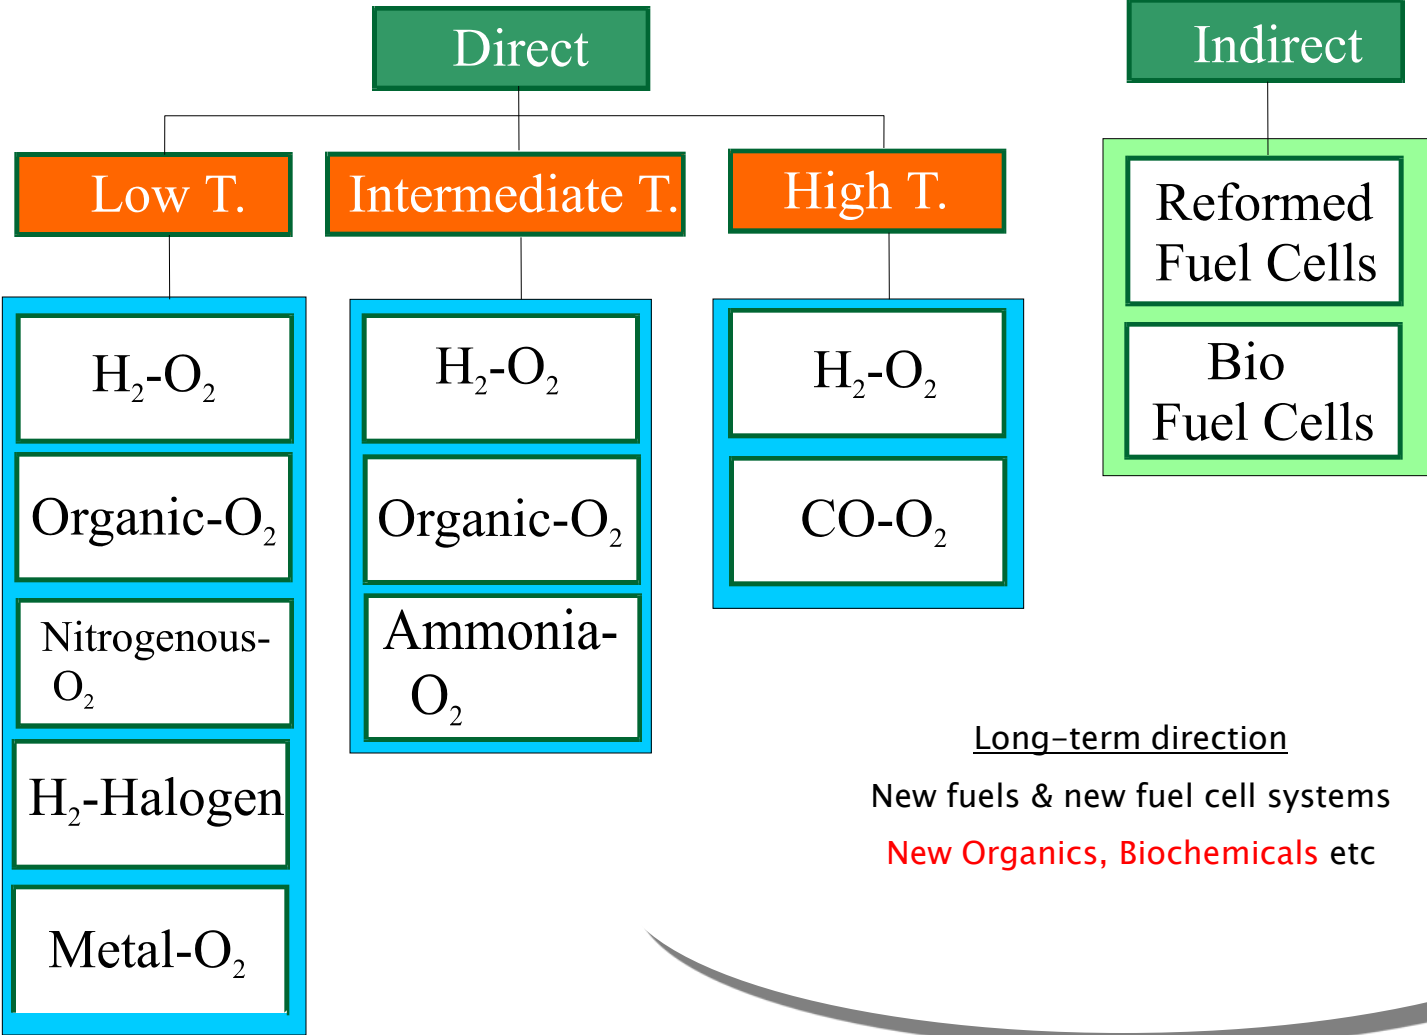 Direct
Indirect
Low T.
Intermediate T.
High T.
H₂-O₂
Organic-O₂
Nitrogenous-
O₂
H₂-Halogen
Metal-O₂
H₂-O₂
Organic-O₂
Ammonia-
O₂
H₂-O₂
CO-O₂
Reformed
Fuel Cells
Bio
Fuel Cells
Long-term direction
New fuels & new fuel cell systems
New Organics, Biochemicals etc